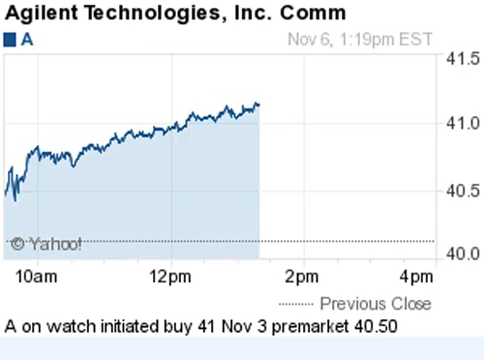 Agilent Technologies, Inc. Comm
A Nov 6, 1:19pm EST
41.5
41.0
40.5
© Yahoo!
40.0
10am 12pm 2pm 4pm
Previous Close
A on watch initiated buy 41 Nov 3 premarket 40.50